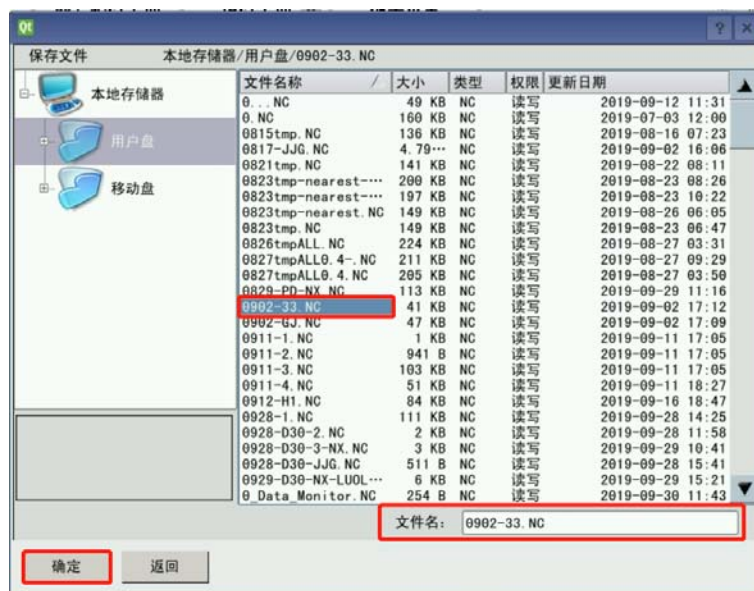 Qt ? ×
保存文件 本地存储器/用户盘/0902-33.NC
本地存储器
用户盘
移动盘
文件名称 / 大小 类型 权限 更新日期
0...NC 49 KB NC 读写 2019-09-12 11:31
0.NC 160 KB NC 读写 2019-07-03 12:00
0815tmp.NC 136 KB NC 读写 2019-08-16 07:23
0817-JJG.NC 4.79… NC 读写 2019-09-02 16:06
0821tmp.NC 141 KB NC 读写 2019-08-22 08:11
0823tmp-nearest-… 200 KB NC 读写 2019-08-23 08:26
0823tmp-nearest-… 197 KB NC 读写 2019-08-23 10:22
0823tmp-nearest.NC 149 KB NC 读写 2019-08-26 06:05
0823tmp.NC 149 KB NC 读写 2019-08-23 06:47
0826tmpALL.NC 224 KB NC 读写 2019-08-27 03:31
0827tmpALL0.4-.NC 211 KB NC 读写 2019-08-27 09:29
0827tmpALL0.4.NC 205 KB NC 读写 2019-08-27 03:50
0829-PD-NX.NC 113 KB NC 读写 2019-09-29 11:16
0902-33.NC 41 KB NC 读写 2019-09-02 17:12
0902-GJ.NC 47 KB NC 读写 2019-09-02 17:09
0911-1.NC 1 KB NC 读写 2019-09-11 17:05
0911-2.NC 941 B NC 读写 2019-09-11 17:05
0911-3.NC 103 KB NC 读写 2019-09-11 17:05
0911-4.NC 51 KB NC 读写 2019-09-11 18:27
0912-H1.NC 84 KB NC 读写 2019-09-16 18:47
0928-1.NC 111 KB NC 读写 2019-09-28 14:25
0928-D30-2.NC 2 KB NC 读写 2019-09-28 11:58
0928-D30-3-NX.NC 3 KB NC 读写 2019-09-29 10:41
0928-D30-JJG.NC 511 B NC 读写 2019-09-28 15:41
0929-D30-NX-LUOL… 6 KB NC 读写 2019-09-29 15:21
0_Data_Monitor.NC 254 B NC 读写 2019-09-30 11:43
文件名: 0902-33.NC
确定 返回